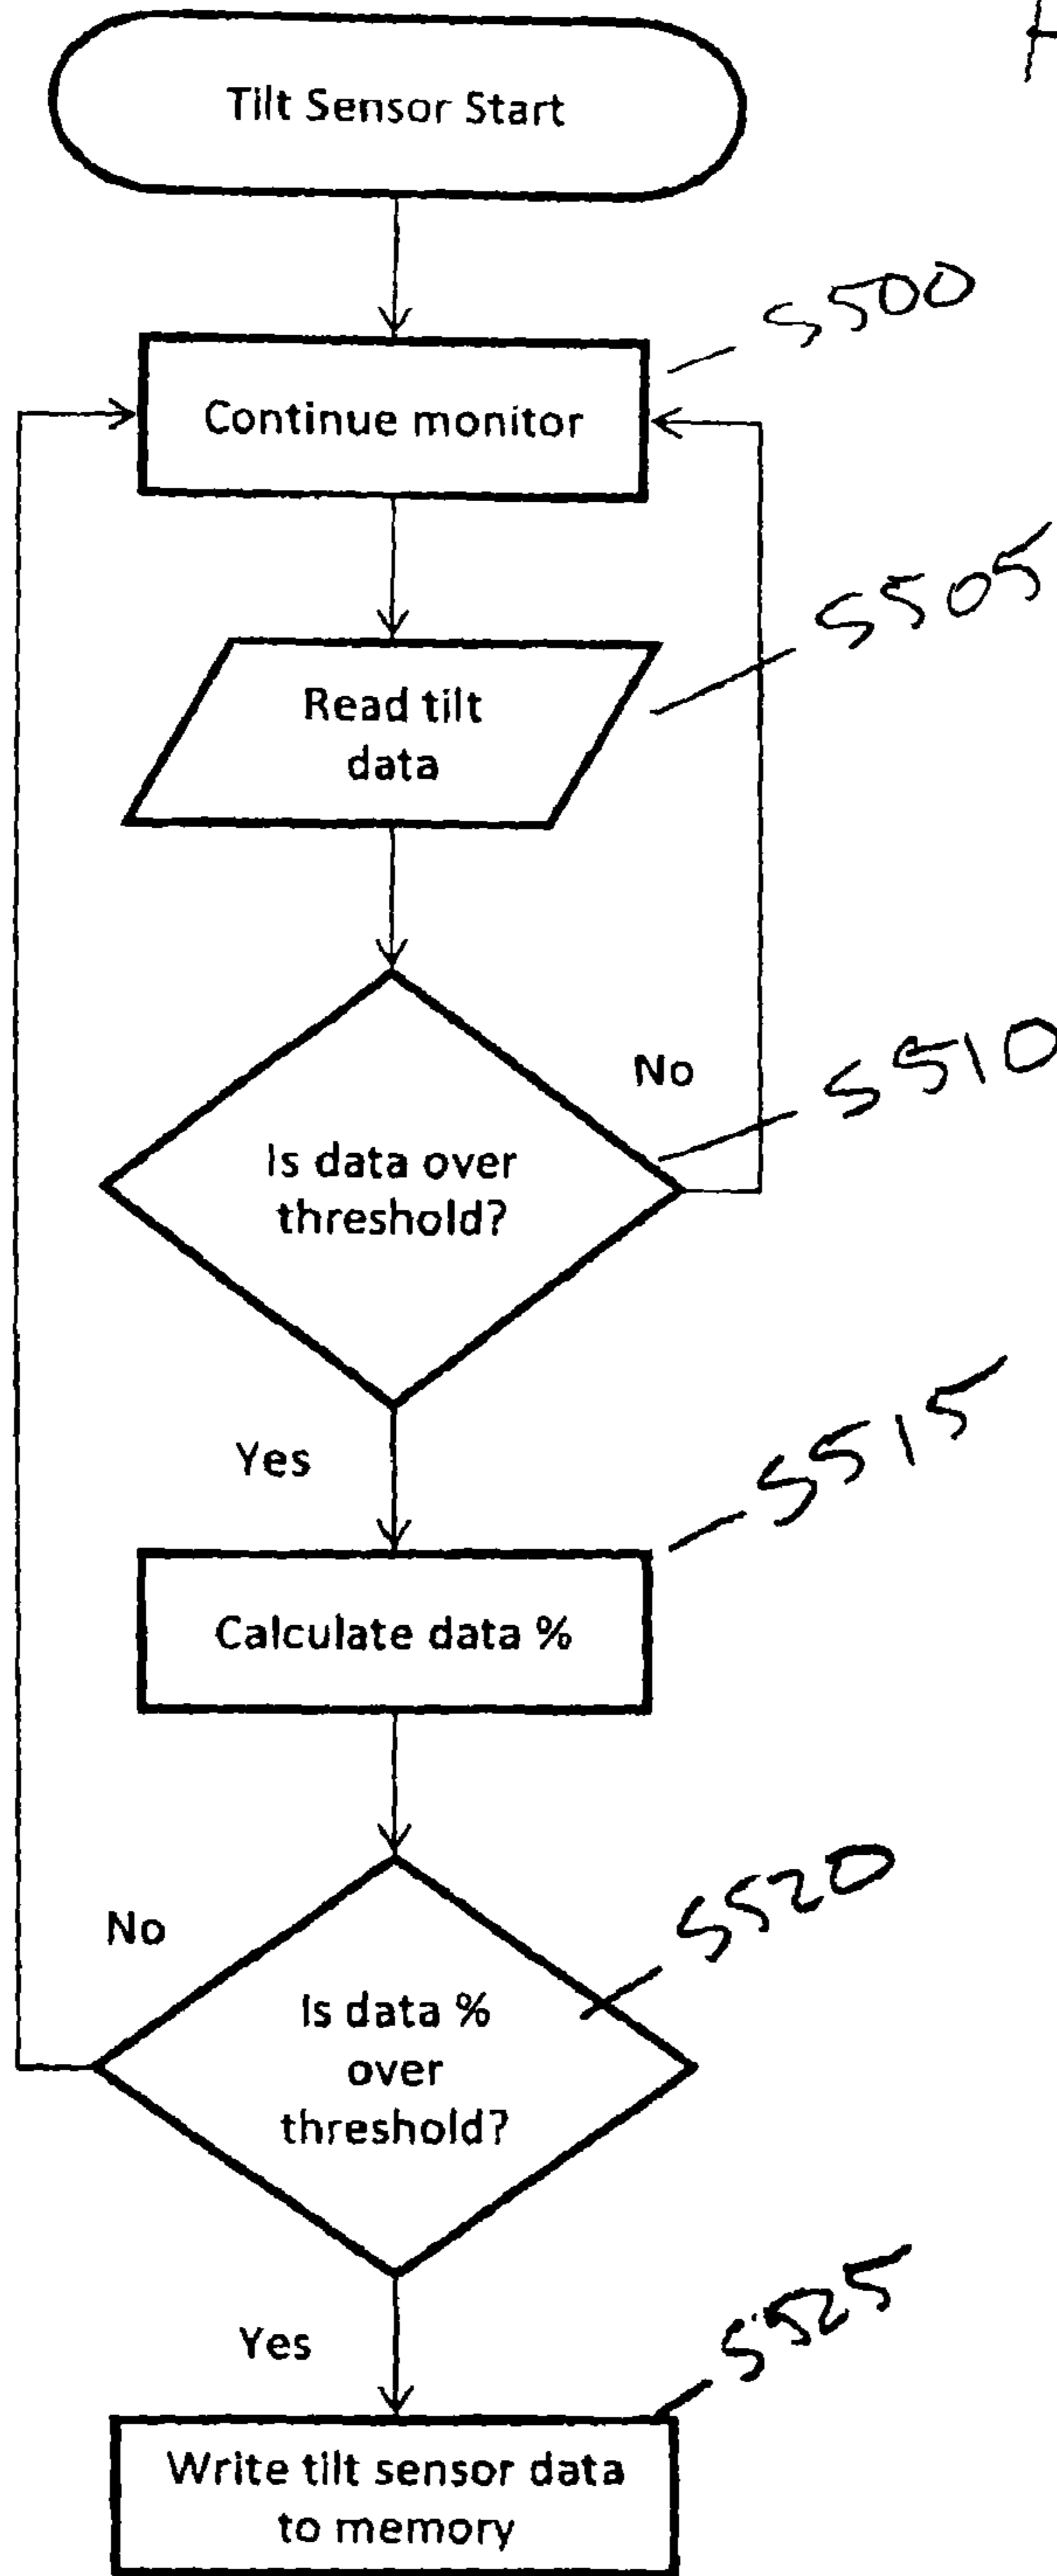 Tilt Sensor Start
S500
Continue monitor
S505
Read tilt
data
No
S510
Is data over
threshold?
Yes
S515
Calculate data %
S520
No
Is data %
over
threshold?
S525
Yes
Write tilt sensor data
to memory